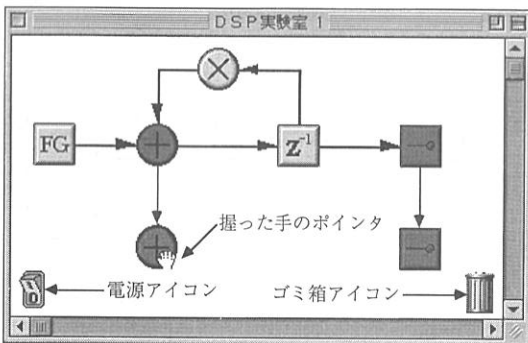 DSP実験室 1
×
FG
+
Z⁻¹
+
握った手のポインタ
電源アイコン
ゴミ箱アイコン